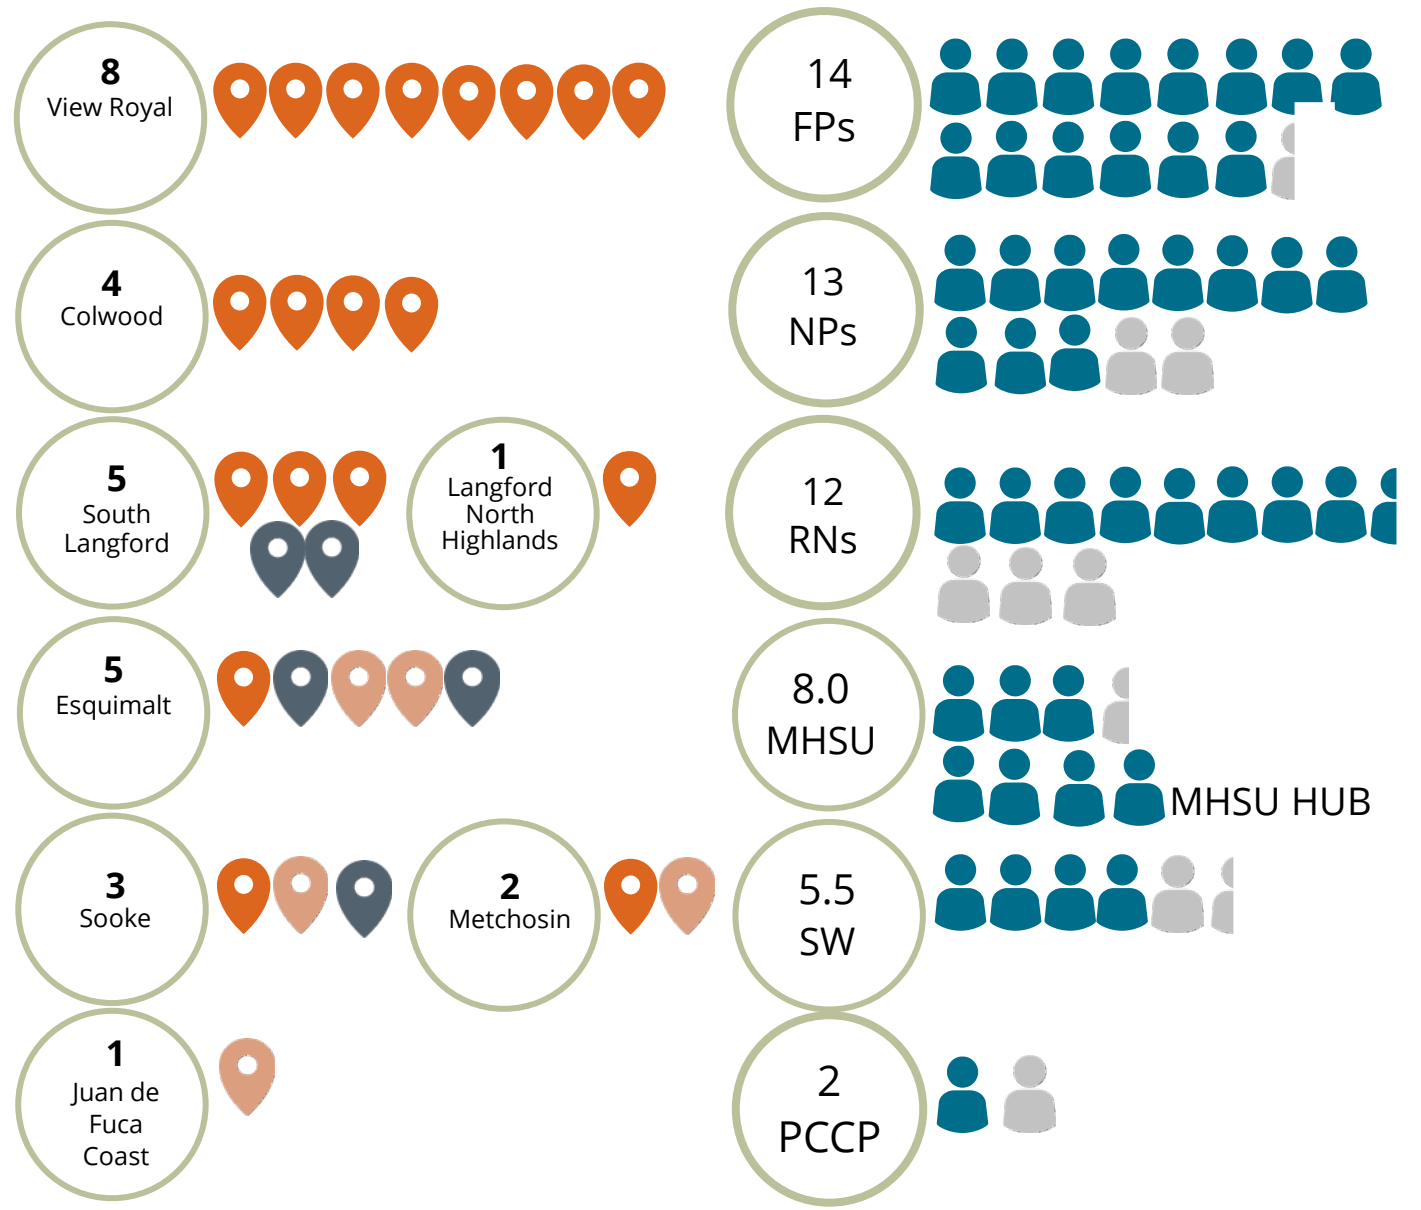 8
View Royal
4
Colwood
5
South
Langford
1
Langford
North
Highlands
5
Esquimalt
3
Sooke
2
Metchosin
1
Juan de
Fuca
Coast
14
FPs
13
NPs
12
RNs
8.0
MHSU
MHSU HUB
5.5
SW
2
PCCP